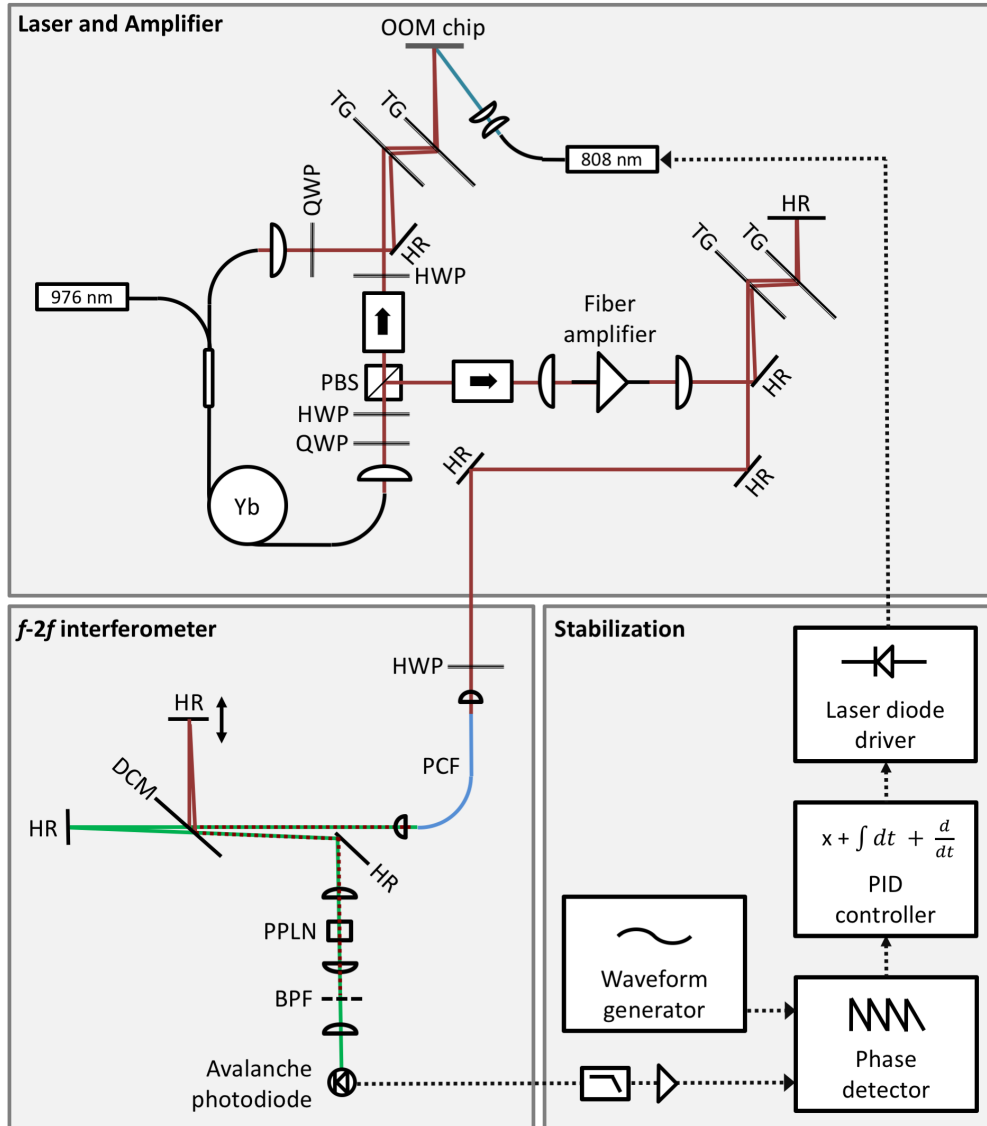 Laser and Amplifier
OOM chip
TG
TG
808 nm
QWP
HR
HR
TG
TG
HWP
976 nm
Fiber
amplifier
PBS
HR
HWP
QWP
HR
HR
Yb
f-2f interferometer
HWP
HR
PCF
DCM
HR
HR
PPLN
BPF
Avalanche
photodiode
Stabilization
Laser diode
driver
x + ∫ dt + d/dt
PID
controller
Waveform
generator
Phase
detector